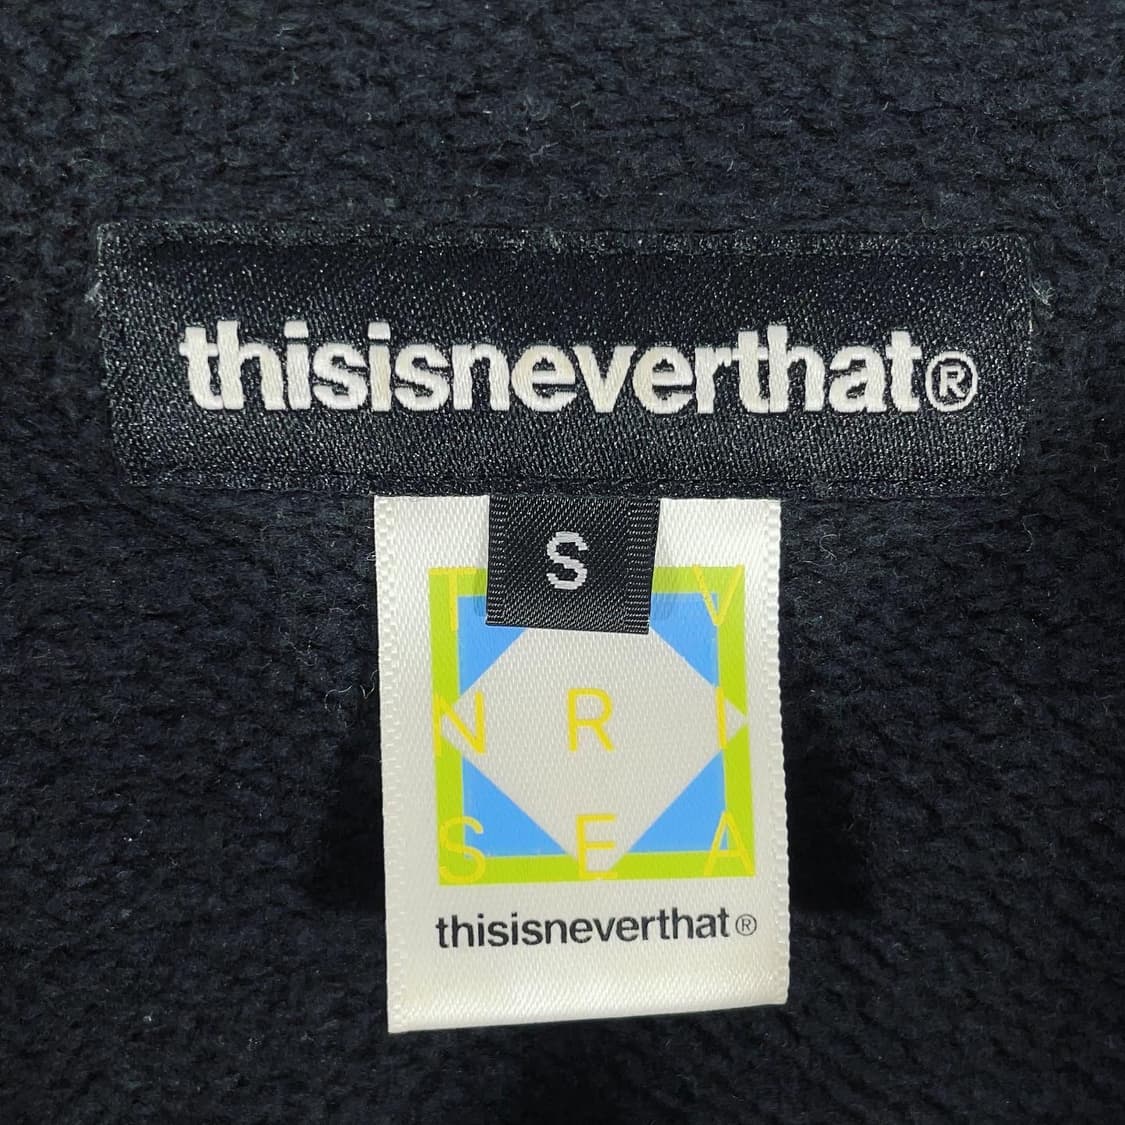 thisisneverthat®
S
T V
N R I
S E A
thisisneverthat®